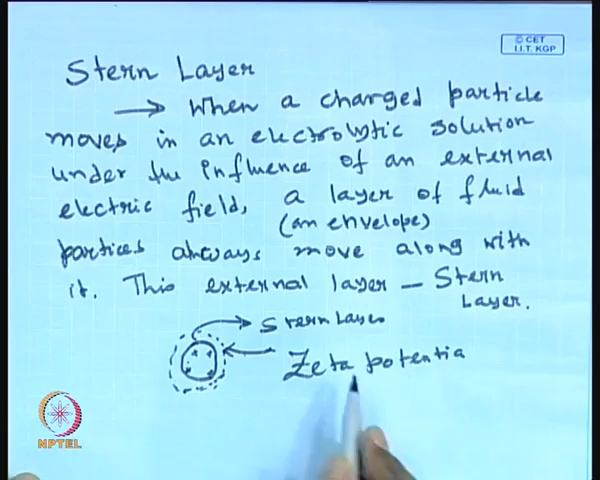 © CET
I.I.T. KGP
Stern Layer
→ When a charged particle
moves in an electrolytic solution
under the influence of an external
electric field, a layer of fluid
(an envelope)
particles always move along with
it. This external layer — Stern
Layer.
Stern Layer
Zeta potentia
NPTEL